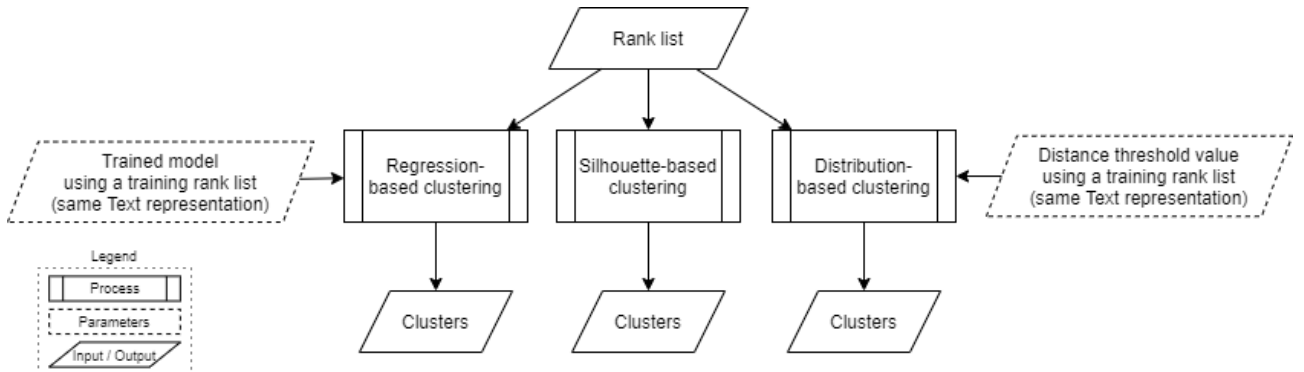 Rank list
Trained model
using a training rank list
(same Text representation)
Regression-
based clustering
Silhouette-based
clustering
Distribution-
based clustering
Distance threshold value
using a training rank list
(same Text representation)
Legend
Process
Parameters
Input / Output
Clusters
Clusters
Clusters